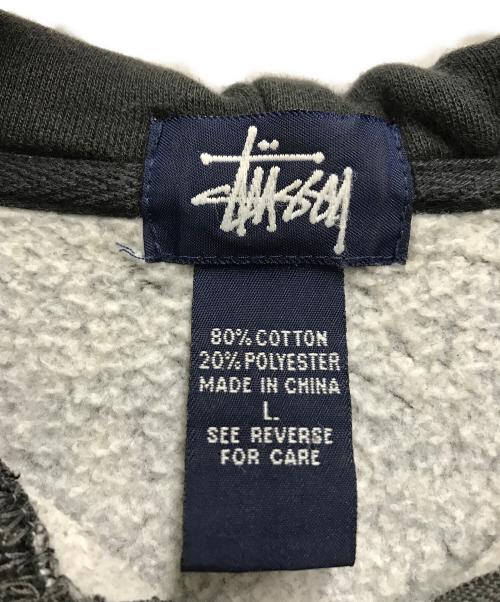 Stüssy
80% COTTON
20% POLYESTER
MADE IN CHINA
L.
SEE REVERSE
FOR CARE